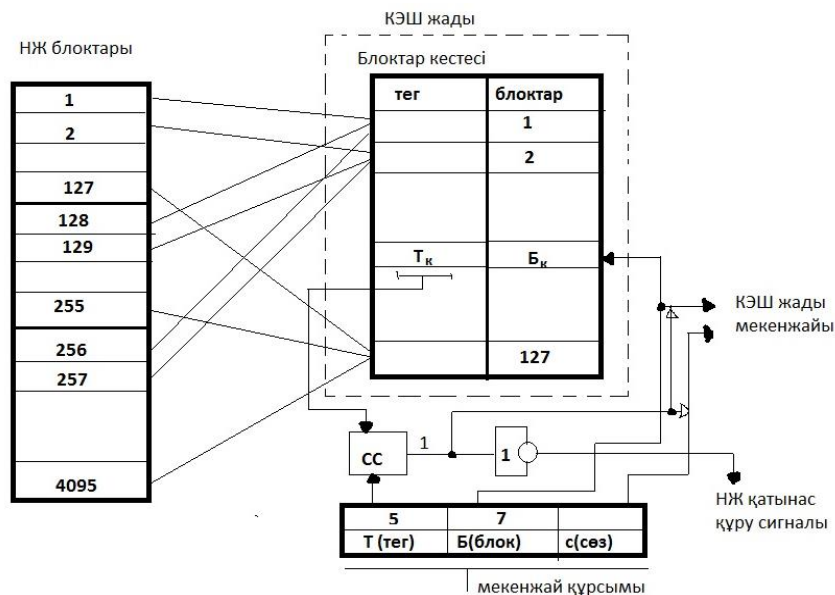 КЭШ жады
НЖ блоктары
Блоктар кестесі
тег блоктар
1
2
127
128
129
255
256
257
4095
1
2
Тк Бк
127
КЭШ жады
мекенжайы
СС
1
1
НЖ қатынас
құру сигналы
5 7
Т (тег) Б(блок) с(сөз)
мекенжай құрсымы